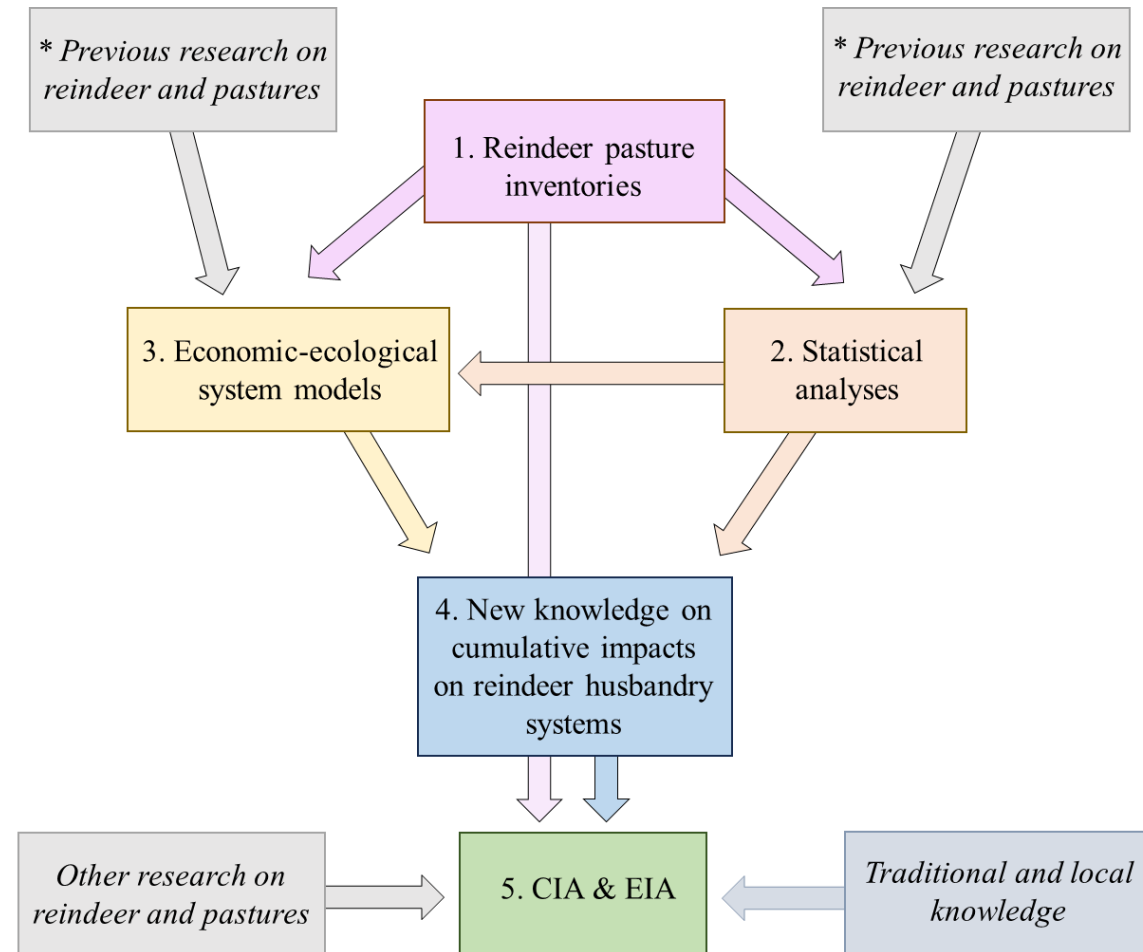 * Previous research on
reindeer and pastures
* Previous research on
reindeer and pastures
1. Reindeer pasture
inventories
3. Economic-ecological
system models
2. Statistical
analyses
4. New knowledge on
cumulative impacts
on reindeer husbandry
systems
Other research on
reindeer and pastures
5. CIA & EIA
Traditional and local
knowledge